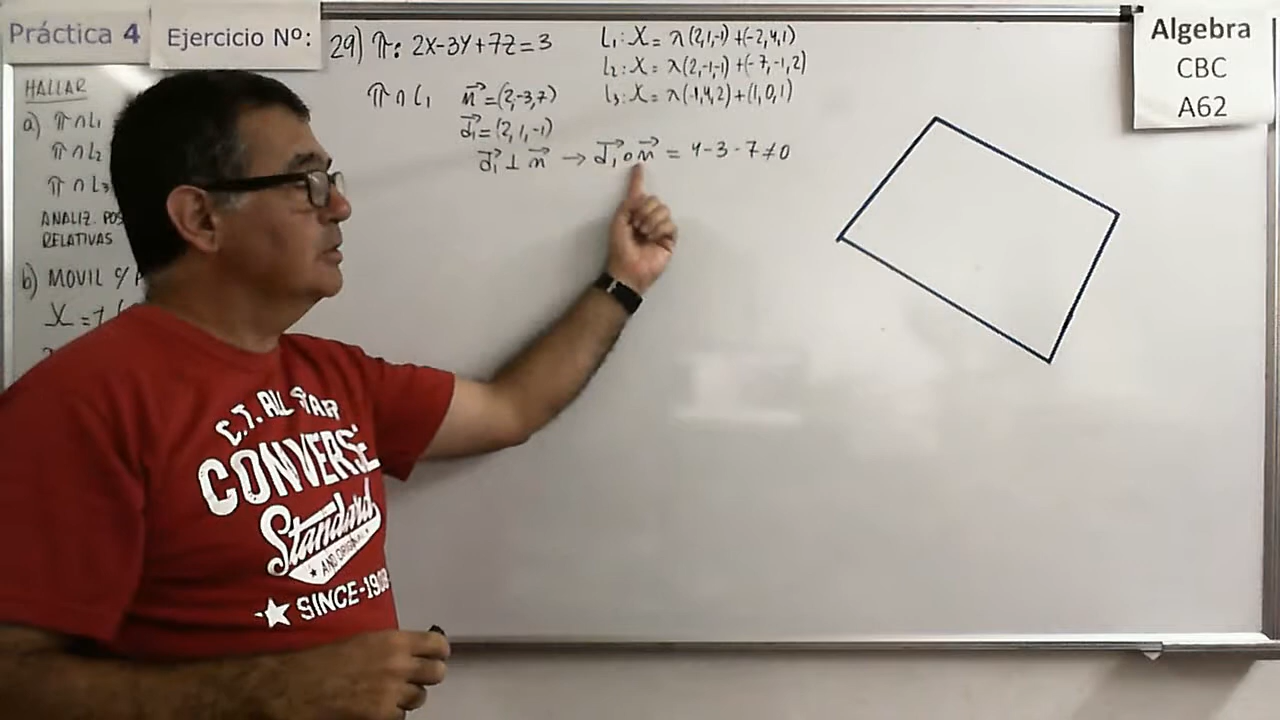 Práctica 4
Ejercicio Nº:
29) π: 2X-3Y+7Z=3
L₁: X= λ(2,1,-1)+(-2,4,1)
L₂: X= λ(2,-1,-1)+(-7,-1,2)
L₃: X= λ(-1,4,2)+(1,0,1)
π∩L₁ n⃗=(2,-3,7)
d⃗₁=(2,1,-1)
d⃗₁ ⊥ n⃗ → d⃗₁∘n⃗ = 4-3-7≠0
HALLAR
a) π∩L₁
π∩L₂
π∩L₃
ANALIZ. POS
RELATIVAS
b) MOVIL c/
X =
Algebra
CBC
A62
C.T. ALL STAR
CONVERSE
Standard
AND ORIGINAL
SINCE-1908